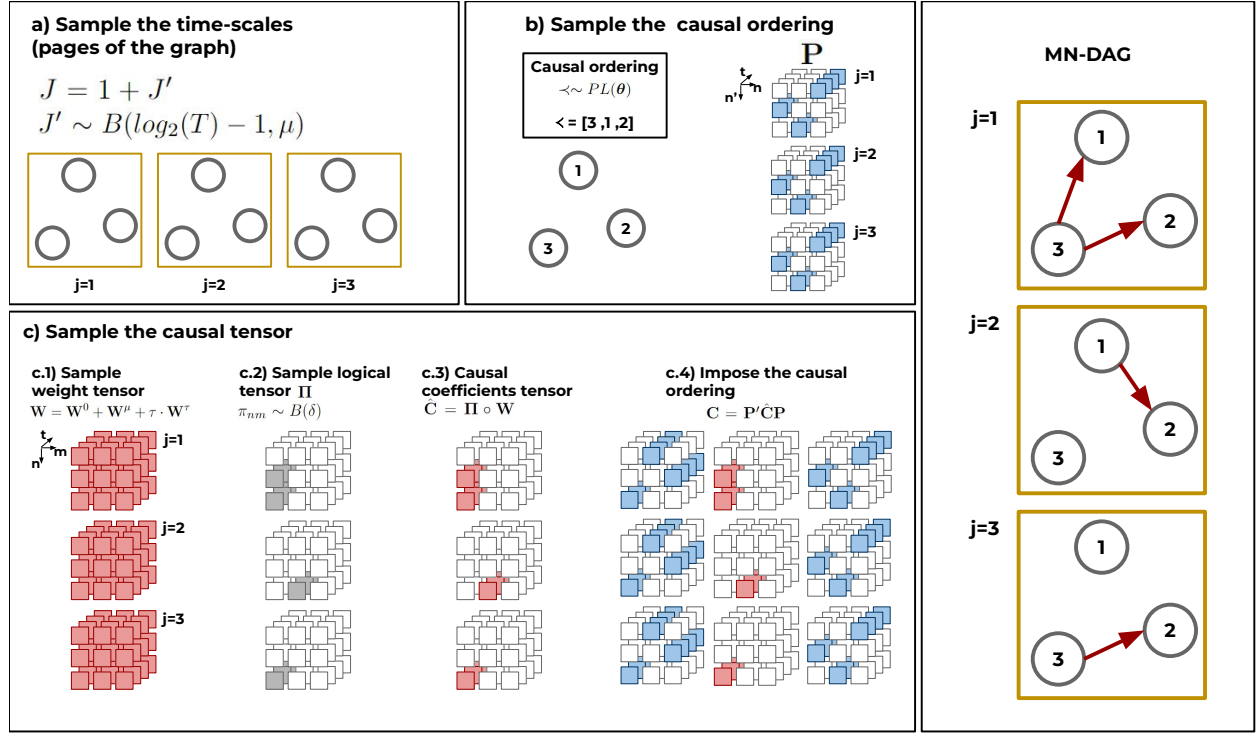 a) Sample the time-scales
(pages of the graph)
J = 1 + J′
J′ ∼ B(log₂(T) − 1, μ)
j=1
j=2
j=3
b) Sample the causal ordering
Causal ordering
≺∼ PL(θ)
≺ = [3 ,1 ,2]
1
2
3
P
t
n
n'
j=1
j=2
j=3
c) Sample the causal tensor
c.1) Sample
weight tensor
W = W⁰ + W^μ + τ · W^τ
t
m
n
j=1
j=2
j=3
c.2) Sample logical
tensor Π
π_nm ∼ B(δ)
c.3) Causal
coefficients tensor
Ĉ = Π ∘ W
c.4) Impose the causal
ordering
C = P′ĈP
MN-DAG
j=1
1
2
3
j=2
1
2
3
j=3
1
2
3